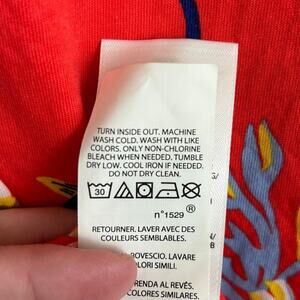 TURN INSIDE OUT. MACHINE
WASH COLD. WASH WITH LIKE
COLORS. ONLY NON-CHLORINE
BLEACH WHEN NEEDED. TUMBLE
DRY LOW. COOL IRON IF NEEDED.
DO NOT DRY CLEAN.
30
n°1529 ®
RETOURNER. LAVER AVEC DES
COULEURS SEMBLABLES.
ROVESCIO. LAVARE
COLORI SIMILI.
PRENDA AL REVÉS.
COLORES SIMILARES.